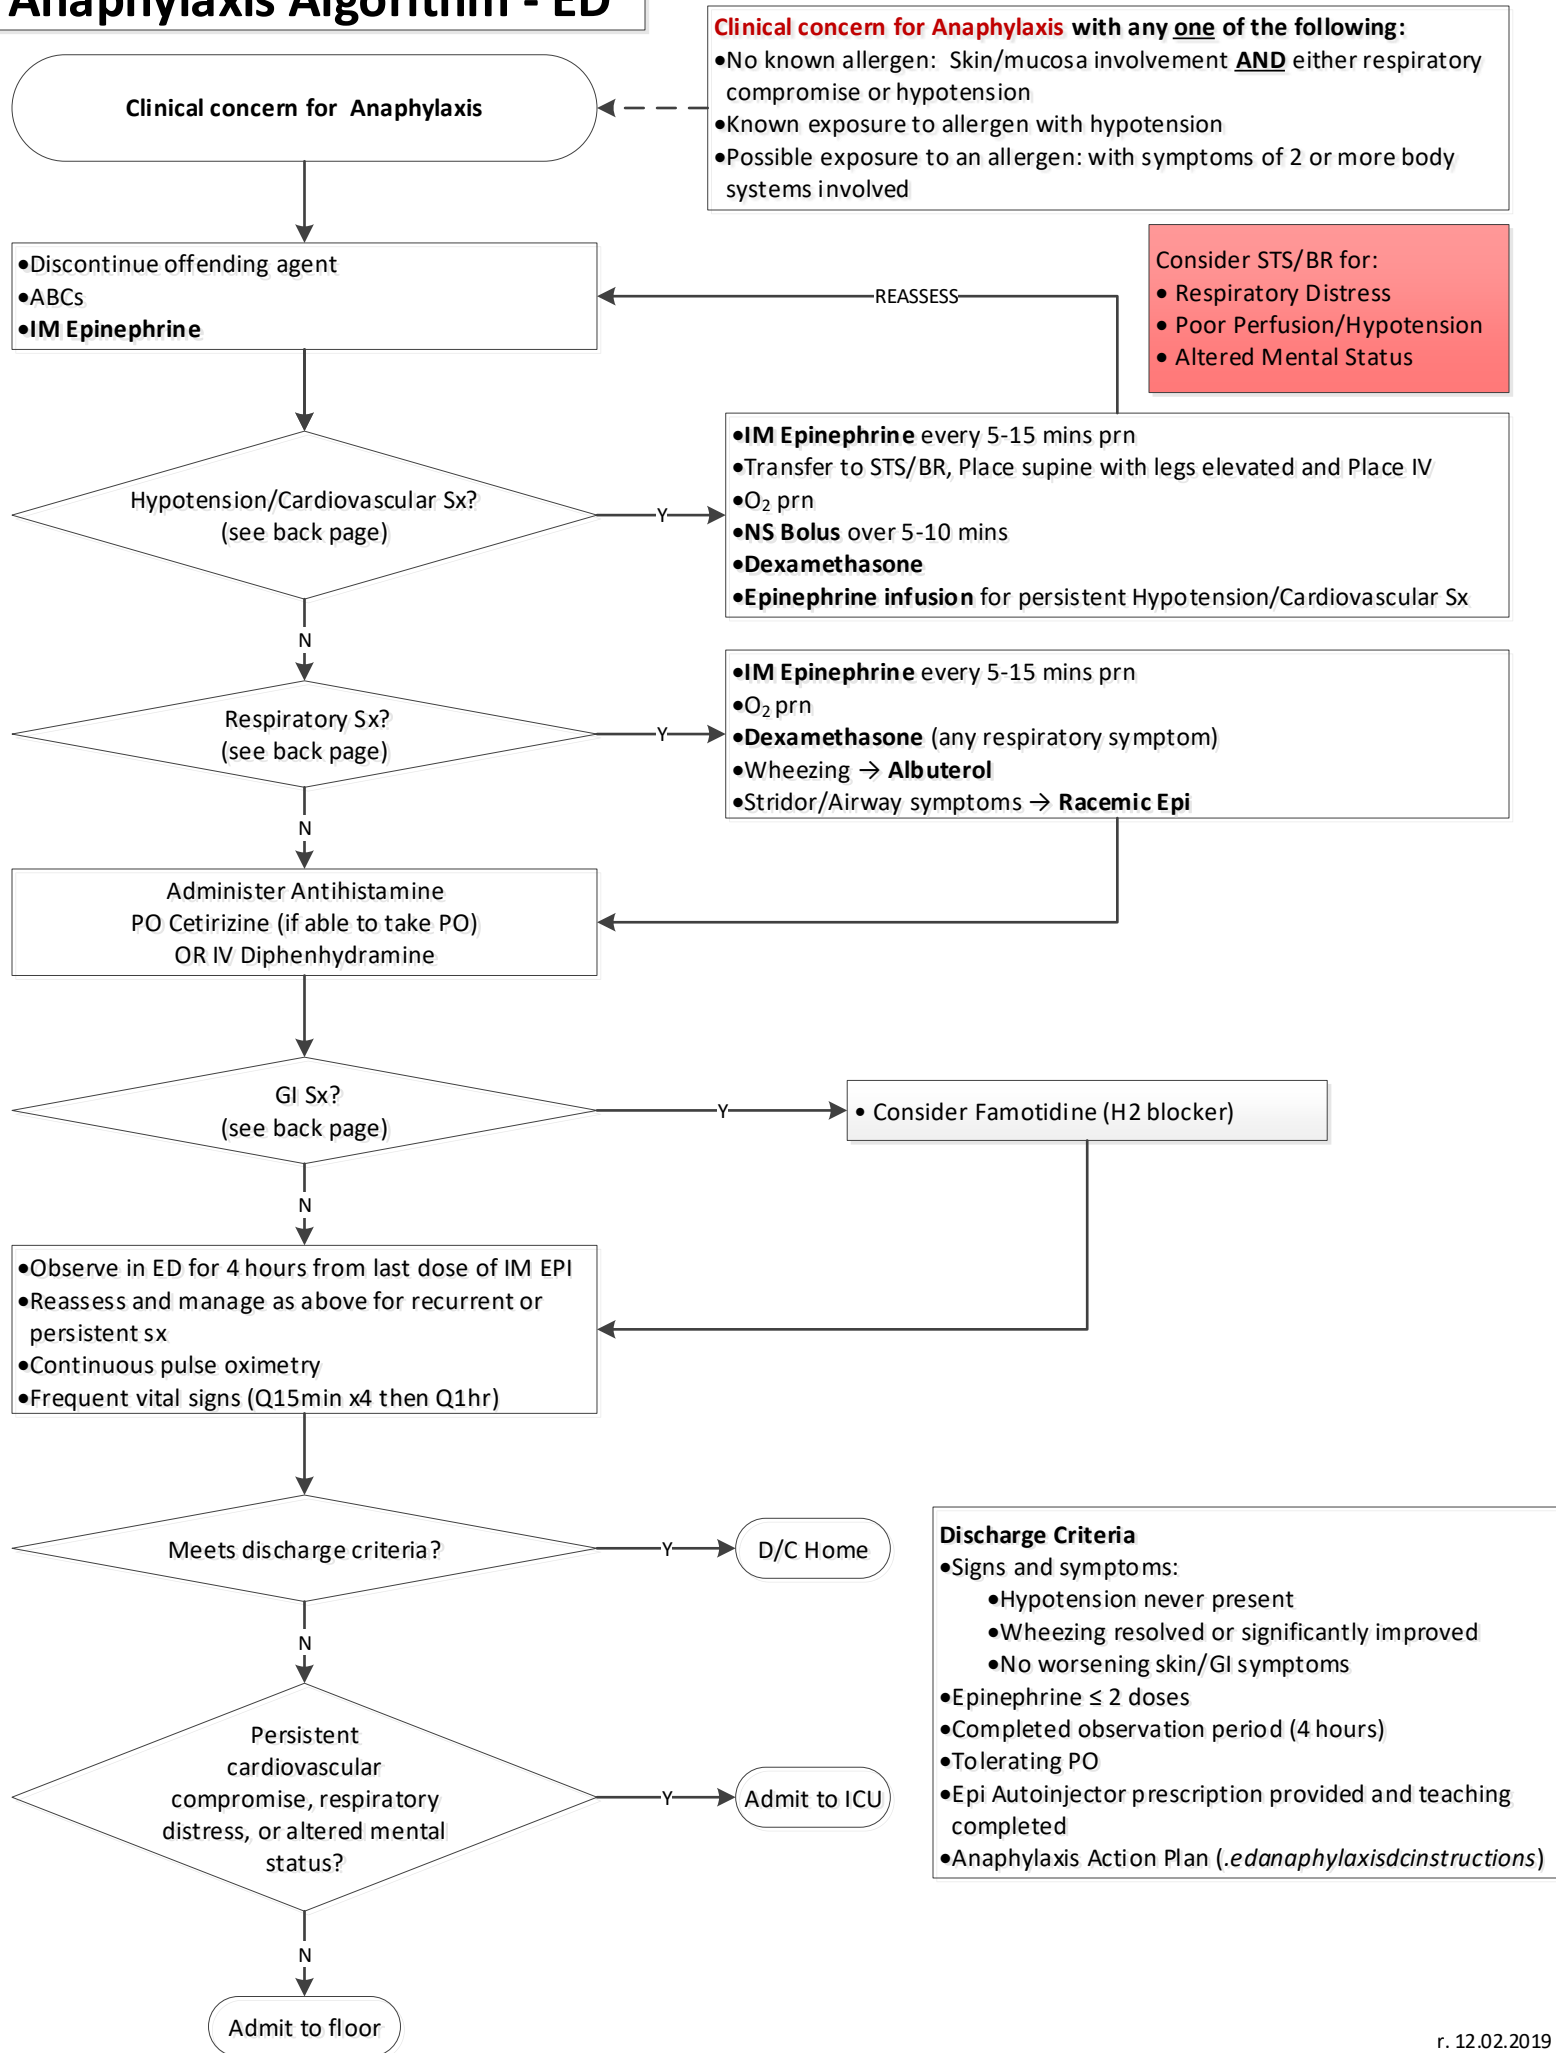 Anaphylaxis Algorithm - ED
Clinical concern for Anaphylaxis with any one of the following:
•No known allergen: Skin/mucosa involvement AND either respiratory
compromise or hypotension
•Known exposure to allergen with hypotension
•Possible exposure to an allergen: with symptoms of 2 or more body
systems involved
Clinical concern for Anaphylaxis
•Discontinue offending agent
•ABCs
•IM Epinephrine
REASSESS
Consider STS/BR for:
• Respiratory Distress
• Poor Perfusion/Hypotension
• Altered Mental Status
Hypotension/Cardiovascular Sx?
(see back page)
Y
•IM Epinephrine every 5-15 mins prn
•Transfer to STS/BR, Place supine with legs elevated and Place IV
•O₂ prn
•NS Bolus over 5-10 mins
•Dexamethasone
•Epinephrine infusion for persistent Hypotension/Cardiovascular Sx
N
Respiratory Sx?
(see back page)
Y
•IM Epinephrine every 5-15 mins prn
•O₂ prn
•Dexamethasone (any respiratory symptom)
•Wheezing → Albuterol
•Stridor/Airway symptoms → Racemic Epi
N
Administer Antihistamine
PO Cetirizine (if able to take PO)
OR IV Diphenhydramine
GI Sx?
(see back page)
Y
• Consider Famotidine (H2 blocker)
N
•Observe in ED for 4 hours from last dose of IM EPI
•Reassess and manage as above for recurrent or
persistent sx
•Continuous pulse oximetry
•Frequent vital signs (Q15min x4 then Q1hr)
Meets discharge criteria?
Y
D/C Home
N
Discharge Criteria
•Signs and symptoms:
•Hypotension never present
•Wheezing resolved or significantly improved
•No worsening skin/GI symptoms
•Epinephrine ≤ 2 doses
•Completed observation period (4 hours)
•Tolerating PO
•Epi Autoinjector prescription provided and teaching
completed
•Anaphylaxis Action Plan (.edanaphylaxisdcinstructions)
Persistent
cardiovascular
compromise, respiratory
distress, or altered mental
status?
Y
Admit to ICU
N
Admit to floor
r. 12.02.2019